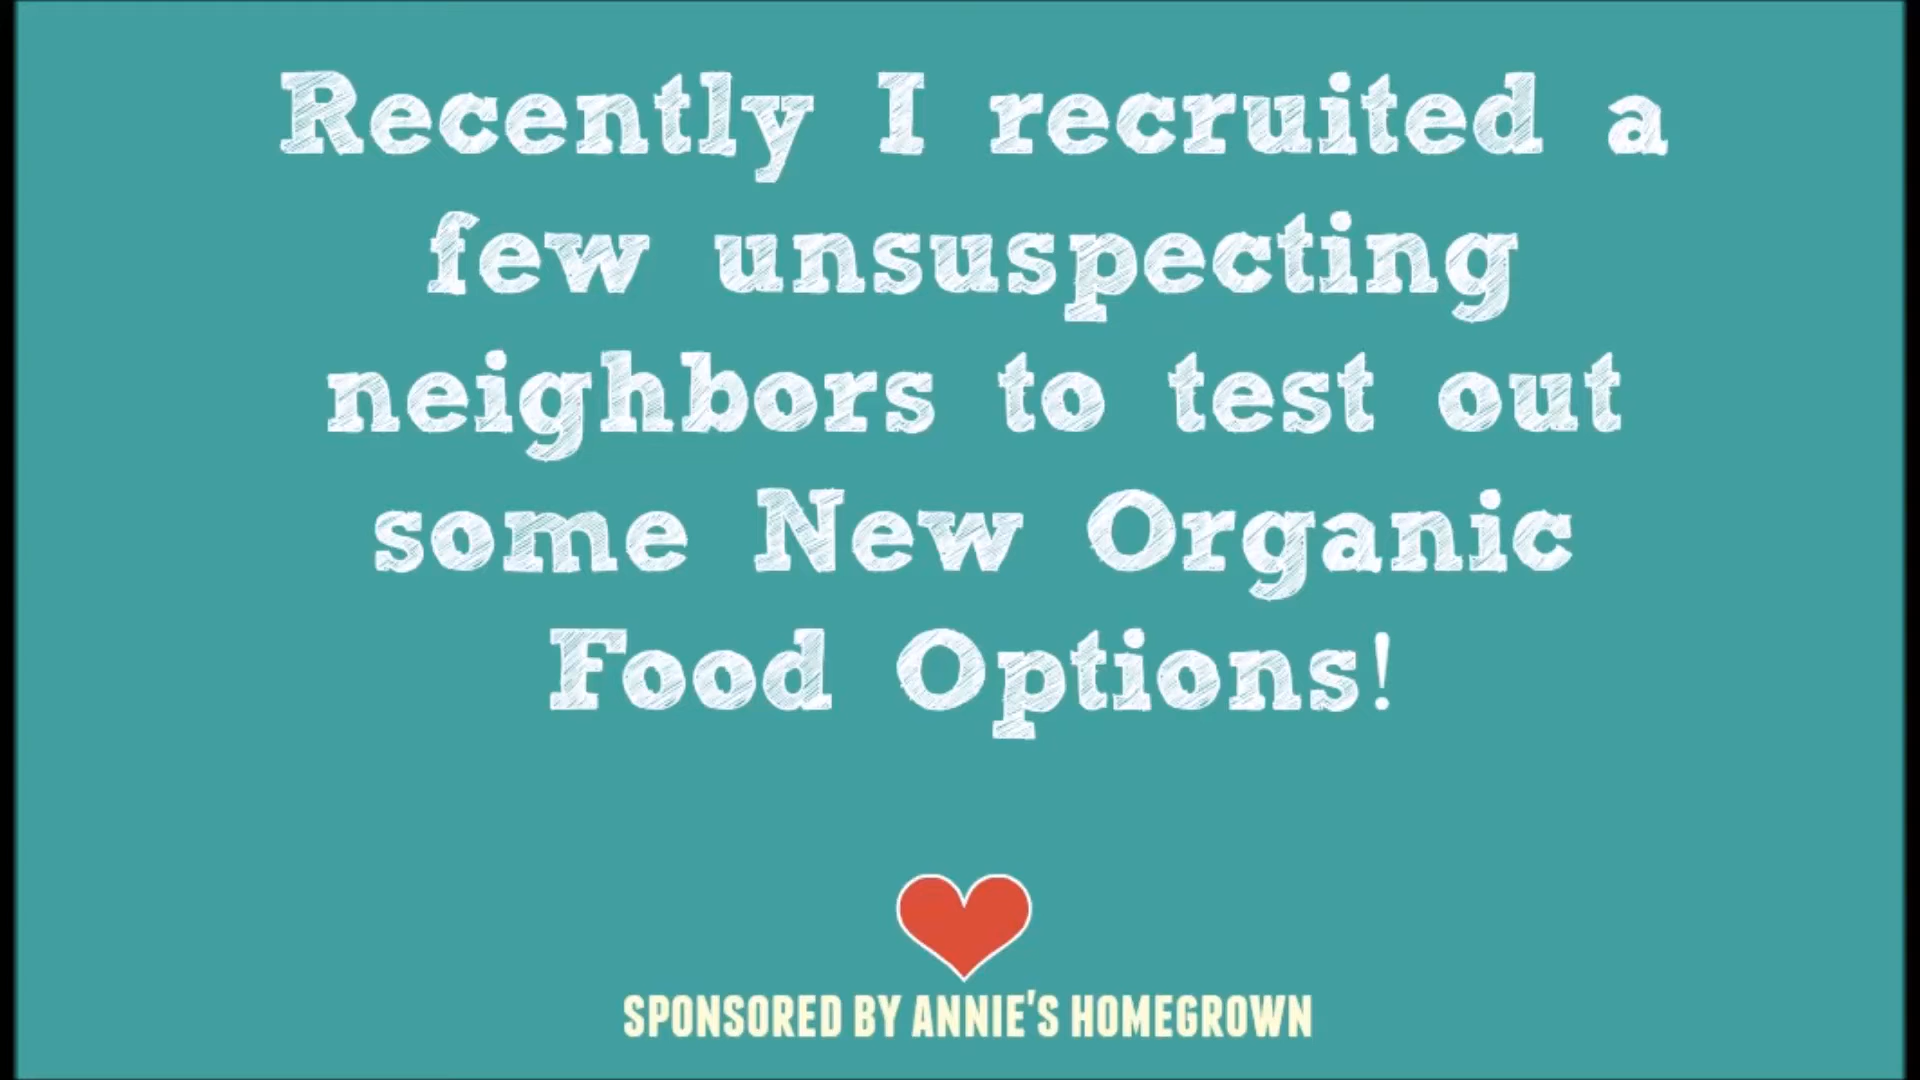 Recently I recruited a
few unsuspecting
neighbors to test out
some New Organic
Food Options!
SPONSORED BY ANNIE'S HOMEGROWN